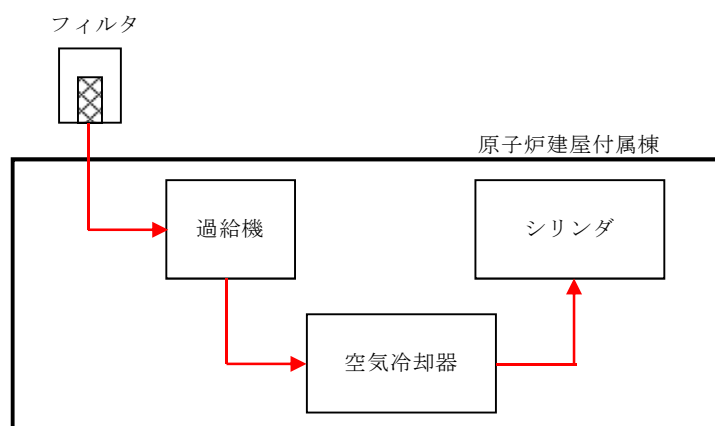 フィルタ
原子炉建屋付属棟
過給機
シリンダ
空気冷却器